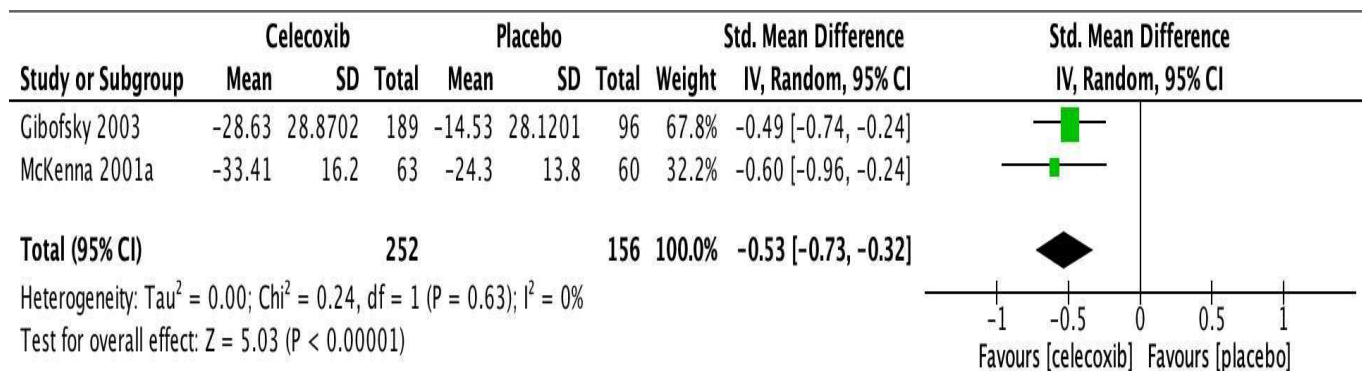 Celecoxib Placebo Std. Mean Difference Std. Mean Difference
Study or Subgroup Mean SD Total Mean SD Total Weight IV, Random, 95% CI IV, Random, 95% CI
Gibofsky 2003 −28.63 28.8702 189 −14.53 28.1201 96 67.8% −0.49 [−0.74, −0.24]
McKenna 2001a −33.41 16.2 63 −24.3 13.8 60 32.2% −0.60 [−0.96, −0.24]
Total (95% CI) 252 156 100.0% −0.53 [−0.73, −0.32]
Heterogeneity: Tau² = 0.00; Chi² = 0.24, df = 1 (P = 0.63); I² = 0%
Test for overall effect: Z = 5.03 (P < 0.00001)
−1 −0.5 0 0.5 1
Favours [celecoxib] Favours [placebo]